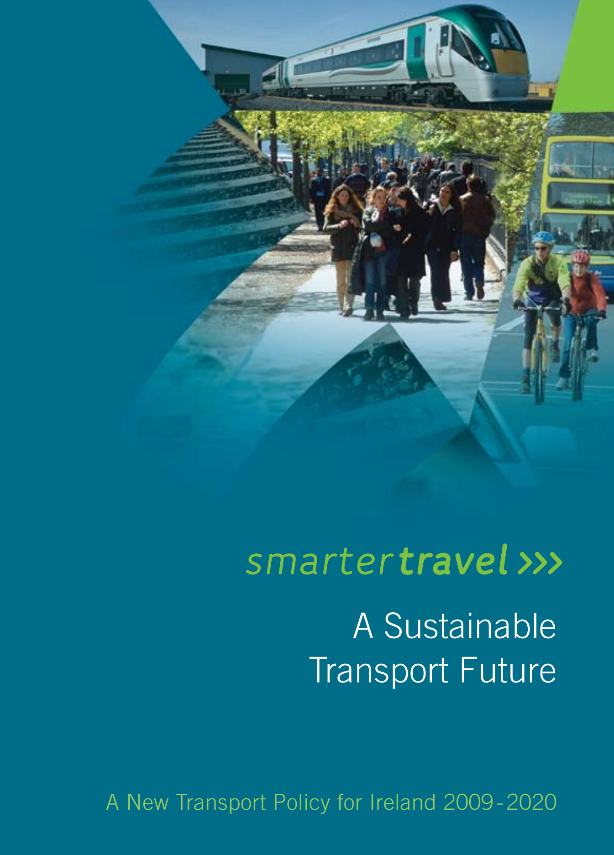 smartertravel >>>
A Sustainable
Transport Future
A New Transport Policy for Ireland 2009-2020